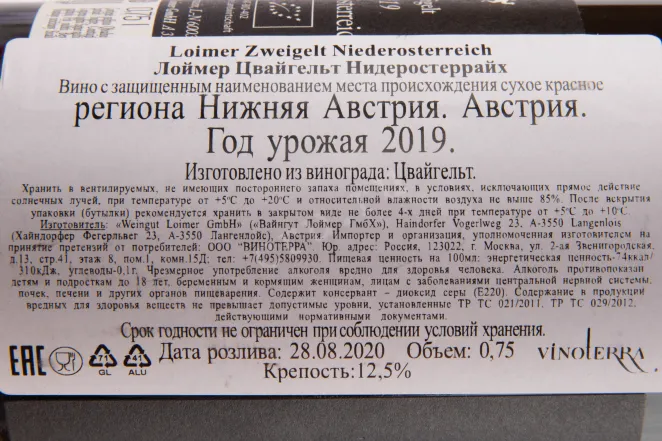 Loimer Zweigelt Niederosterreich
Лоймер Цвайгельт Нидеростеррайх
Вино с защищенным наименованием места происхождения сухое красное
региона Нижняя Австрия. Австрия.
Год урожая 2019.
Изготовлено из винограда: Цвайгельт.
Хранить в вентилируемых, не имеющих постороннего запаха помещениях, в условиях, исключающих прямое действие
солнечных лучей, при температуре от +5°C до +20°C и относительной влажности воздуха не выше 85%. После вскрытия
упаковки (бутылки) рекомендуется хранить в закрытом виде не более 4-х дней при температуре от +5°C до +10°C
Изготовитель: «Weingut Loimer GmbH» («Вайнгут Лоймер ГмбХ»), Haindorfer Vogerlweg 23, A-3550 Langenlois
(Хайндорфер Фегерльвег 23, А-3550 Лангенлойс), Австрия Импортер и организация, уполномоченная изготовителем на
принятие претензий от потребителей: ООО "ВИНОТЕРРА". Юр. адрес: Россия, 123022, г. Москва, ул. 2-ая Звенигородская,
д.13, стр.41, этаж 8, пом.1, комн.15Д; тел: +7(495)5809930. Пищевая ценность на 100мл: энергетическая ценность-74ккал/
310кДж, углеводы-0.1г. Чрезмерное употребление алкоголя вредно для здоровья человека. Алкоголь противопоказан
детям и подросткам до 18 лет, беременным и кормящим женщинам, лицам с заболеваниями центральной нервной системы,
почек, печени и других органов пищеварения. Содержит консервант – диоксид серы (E220). Содержание в продукции
вредных для здоровья веществ не превышает допустимые уровни, установленные ТР ТС 021/2011, ТР ТС 029/2012,
действующими нормативными документами.
Срок годности не ограничен при соблюдении условий хранения.
EAC 71 GL 41 ALU Дата розлива: 28.08.2020 Объем: 0,75 VINOTERRA
Крепость:12,5%